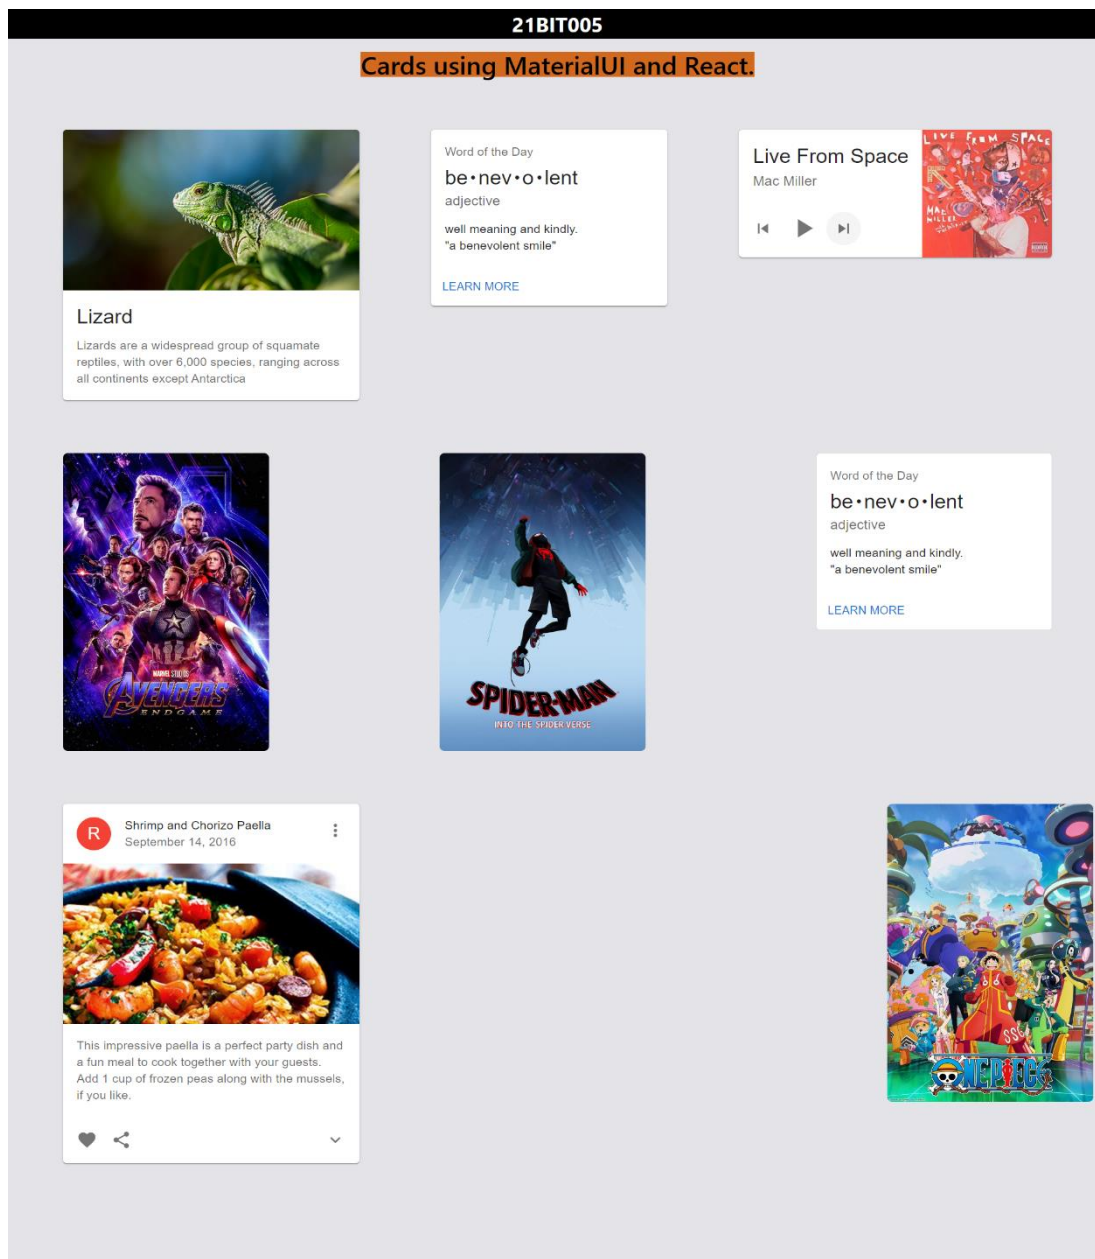 21BIT005
Cards using MaterialUI and React.
Lizard
Lizards are a widespread group of squamate
reptiles, with over 6,000 species, ranging across
all continents except Antarctica
Word of the Day
be•nev•o•lent
adjective
well meaning and kindly.
"a benevolent smile"
LEARN MORE
Live From Space
Mac Miller
LIVE FROM SPACE
MAC
MILLER
MARVEL STUDIOS
AVENGERS
ENDGAME
SPIDER-MAN
INTO THE SPIDER-VERSE
Word of the Day
be•nev•o•lent
adjective
well meaning and kindly.
"a benevolent smile"
LEARN MORE
R
Shrimp and Chorizo Paella
September 14, 2016
This impressive paella is a perfect party dish and
a fun meal to cook together with your guests.
Add 1 cup of frozen peas along with the mussels,
if you like.
ONE PIECE